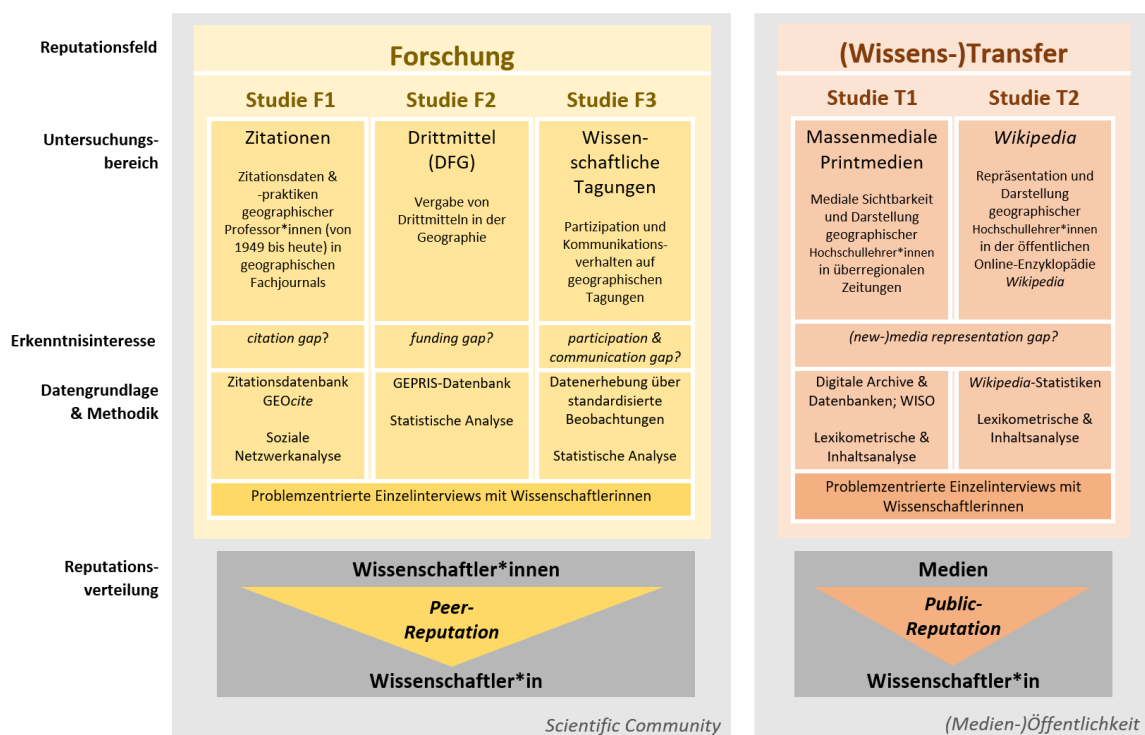 Reputationsfeld
Forschung
(Wissens-)Transfer
Studie F1
Studie F2
Studie F3
Studie T1
Studie T2
Untersuchungs-
bereich
Zitationen
Zitationsdaten &
-praktiken
geographischer
Professor*innen (von
1949 bis heute) in
geographischen
Fachjournals
Drittmittel
(DFG)
Vergabe von
Drittmitteln in der
Geographie
Wissen-
schaftliche
Tagungen
Partizipation und
Kommunikations-
verhalten auf
geographischen
Tagungen
Massenmediale
Printmedien
Mediale Sichtbarkeit
und Darstellung
geographischer
Hochschullehrer*innen
in überregionalen
Zeitungen
Wikipedia
Repräsentation und
Darstellung
geographischer
Hochschullehrer*innen
in der öffentlichen
Online-Enzyklopädie
Wikipedia
Erkenntnisinteresse
citation gap?
funding gap?
participation &
communication gap?
(new-)media representation gap?
Datengrundlage
& Methodik
Zitationsdatenbank
GEOcite
Soziale
Netzwerkanalyse
GEPRIS-Datenbank
Statistische Analyse
Datenerhebung über
standardisierte
Beobachtungen
Statistische Analyse
Digitale Archive &
Datenbanken; WISO
Lexikometrische &
Inhaltsanalyse
Wikipedia-Statistiken
Lexikometrische &
Inhaltsanalyse
Problemzentrierte Einzelinterviews mit Wissenschaftlerinnen
Problemzentrierte Einzelinterviews mit
Wissenschaftlerinnen
Reputations-
verteilung
Wissenschaftler*innen
Peer-
Reputation
Wissenschaftler*in
Medien
Public-
Reputation
Wissenschaftler*in
Scientific Community
(Medien-)Öffentlichkeit